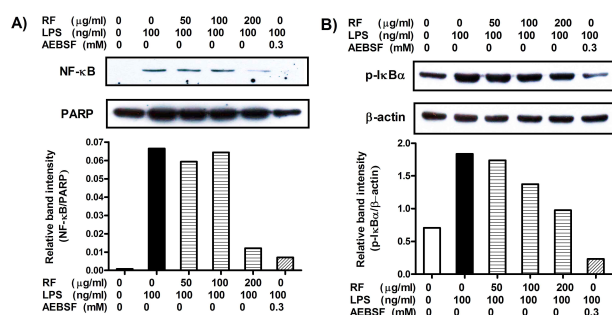 A)
RF (μg/ml) 0 0 50 100 200 0
LPS (ng/ml) 0 100 100 100 100 100
AEBSF (mM) 0 0 0 0 0 0.3
NF-κB
PARP
Relative band intensity
(NF-κB/PARP)
0.07
0.06
0.05
0.04
0.03
0.02
0.01
0.00
RF (μg/ml) 0 0 50 100 200 0
LPS (ng/ml) 0 100 100 100 100 100
AEBSF (mM) 0 0 0 0 0 0.3
B)
RF (μg/ml) 0 0 50 100 200 0
LPS (ng/ml) 0 100 100 100 100 100
AEBSF (mM) 0 0 0 0 0 0.3
p-IκBα
β-actin
Relative band intensity
(p-IκBα/β-actin)
2.0
1.5
1.0
0.5
0.0
RF (μg/ml) 0 0 50 100 200 0
LPS (ng/ml) 0 100 100 100 100 100
AEBSF (mM) 0 0 0 0 0 0.3